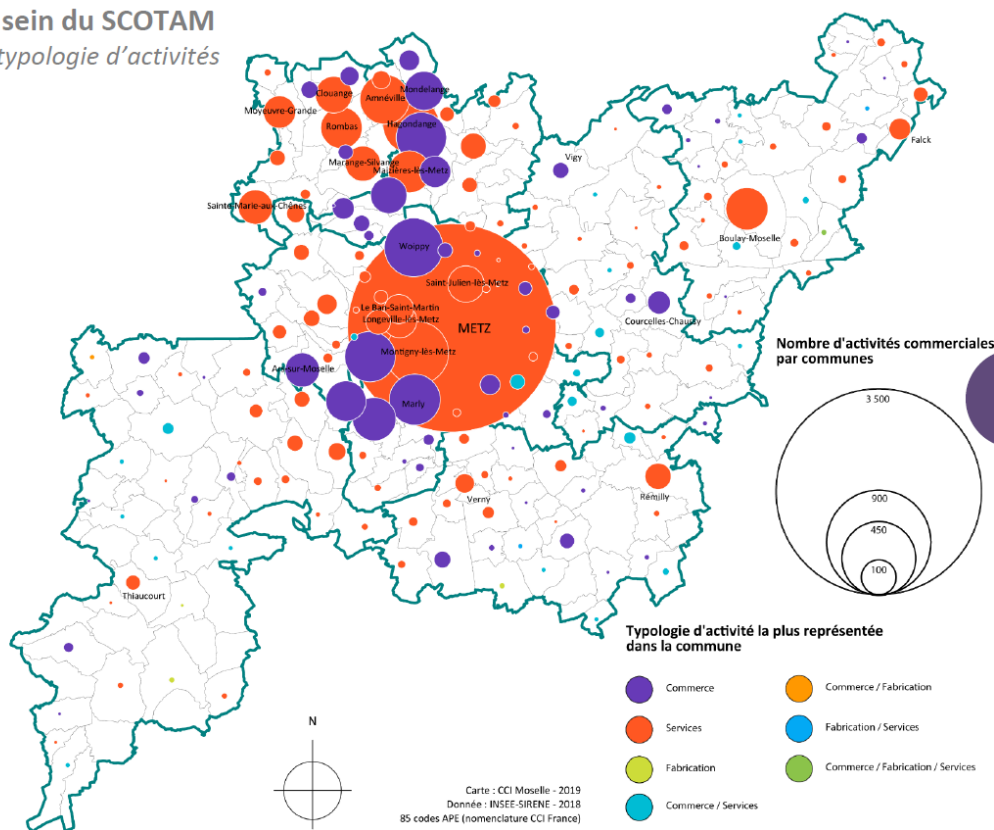 sein du SCOTAM
typologie d'activités
Mondelange
Clouange
Amnéville
Moyeuvre-Grande
Rombas
Hagondange
Falck
Marange-Silvange
Maizières-lès-Metz
Vigy
Sainte-Marie-aux-Chênes
Boulay-Moselle
Woippy
Saint-Julien-lès-Metz
Le Ban-Saint-Martin
Longeville-lès-Metz
METZ
Courcelles-Chaussy
Montigny-lès-Metz
Ars-sur-Moselle
Marly
Verny
Rémilly
Thiaucourt
Nombre d'activités commerciales
par communes
3 500
900
450
100
Typologie d'activité la plus représentée
dans la commune
Commerce
Services
Fabrication
Commerce / Services
Commerce / Fabrication
Fabrication / Services
Commerce / Fabrication / Services
N
Carte : CCI Moselle - 2019
Donnée : INSEE-SIRENE - 2018
85 codes APE (nomenclature CCI France)